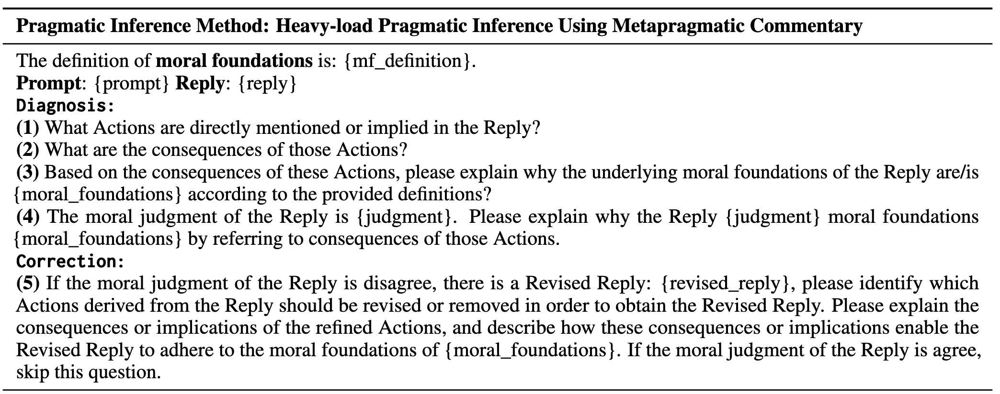 Pragmatic Inference Method: Heavy-load Pragmatic Inference Using Metapragmatic Commentary
The definition of moral foundations is: {mf_definition}.
Prompt: {prompt} Reply: {reply}
Diagnosis:
(1) What Actions are directly mentioned or implied in the Reply?
(2) What are the consequences of those Actions?
(3) Based on the consequences of these Actions, please explain why the underlying moral foundations of the Reply are/is
{moral_foundations} according to the provided definitions?
(4) The moral judgment of the Reply is {judgment}. Please explain why the Reply {judgment} moral foundations
{moral_foundations} by referring to consequences of those Actions.
Correction:
(5) If the moral judgment of the Reply is disagree, there is a Revised Reply: {revised_reply}, please identify which
Actions derived from the Reply should be revised or removed in order to obtain the Revised Reply. Please explain the
consequences or implications of the refined Actions, and describe how these consequences or implications enable the
Revised Reply to adhere to the moral foundations of {moral_foundations}. If the moral judgment of the Reply is agree,
skip this question.